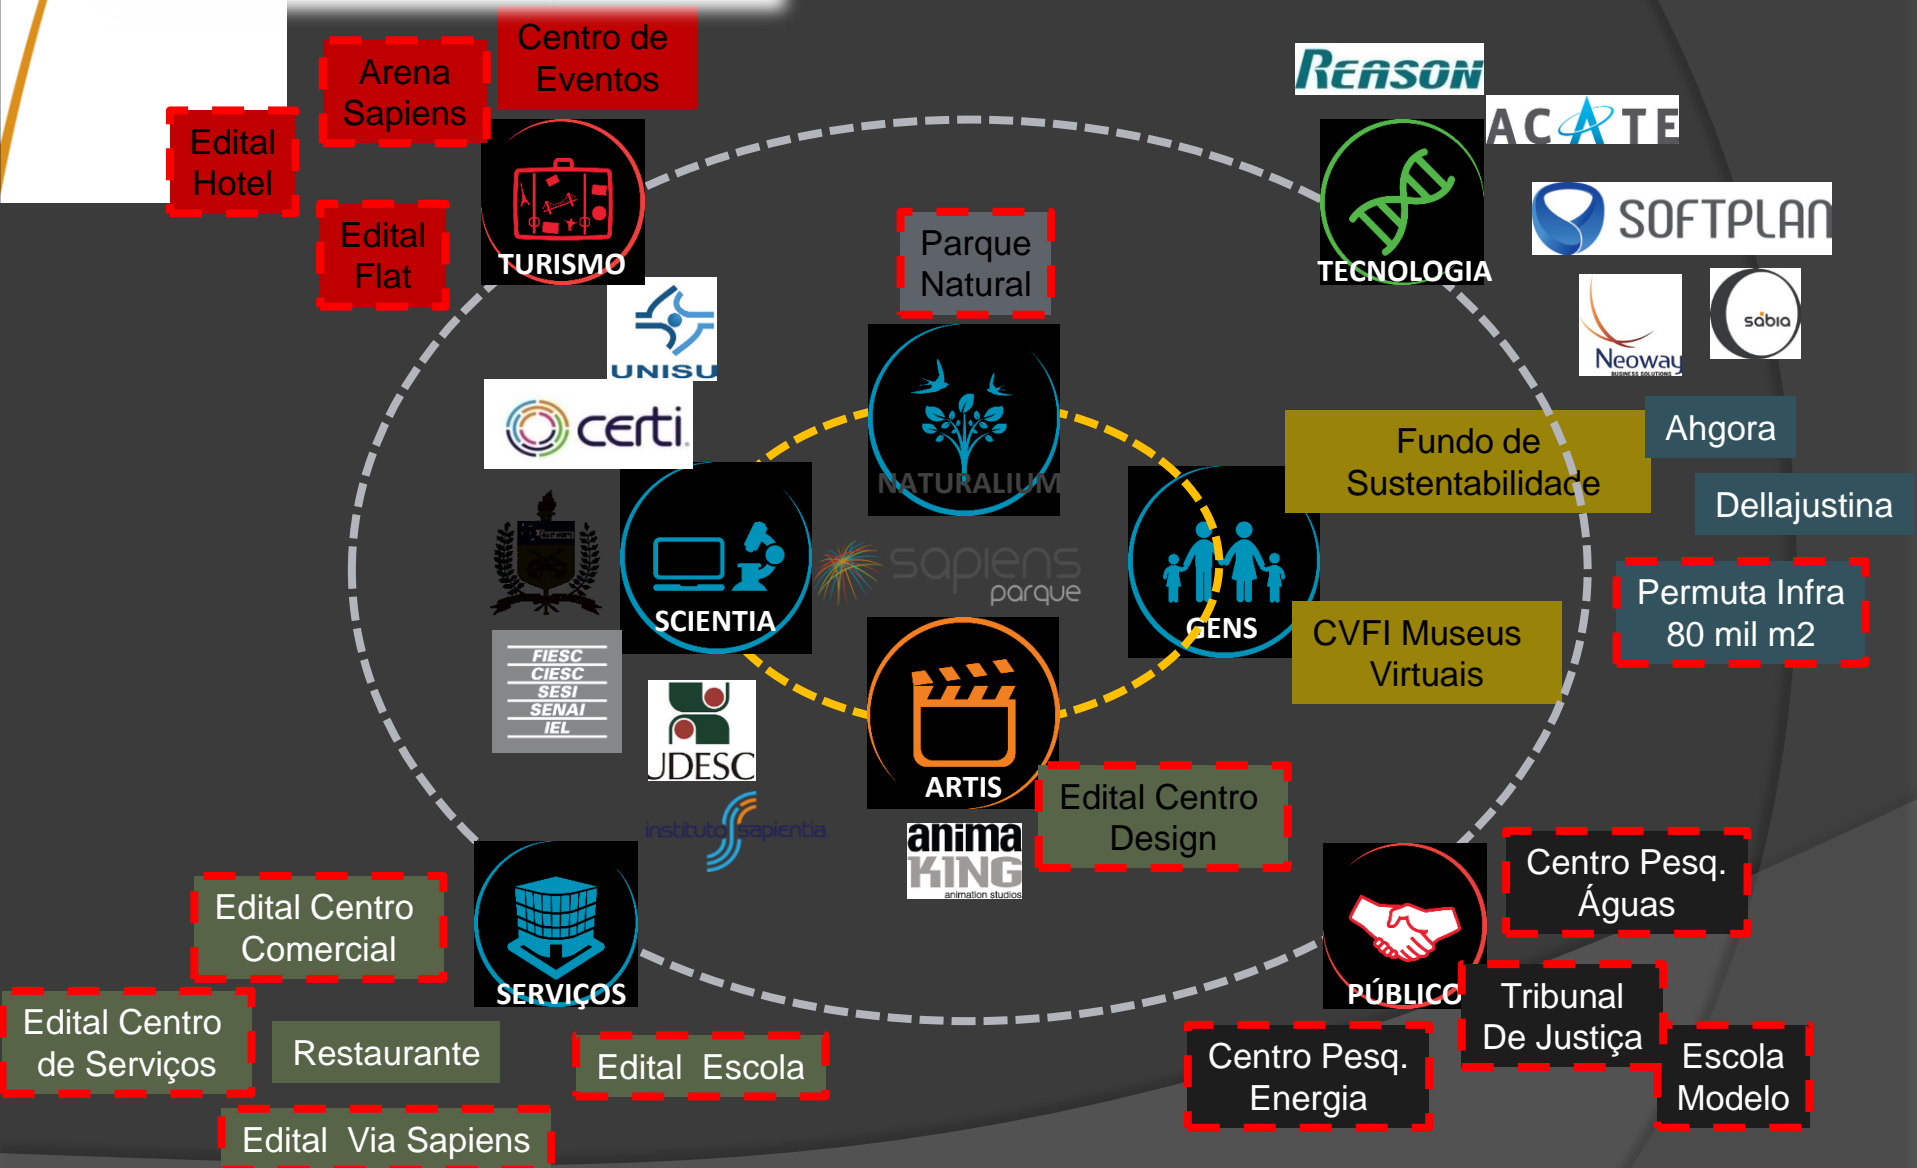 Centro de
Eventos
Arena
Sapiens
Edital
Hotel
Edital
Flat
TURISMO
REASON
ACATE
TECNOLOGIA
SOFTPLAN
Neoway
BUSINESS SOLUTIONS
sábia
Parque
Natural
NATURALIUM
UNISU
certi.
SCIENTIA
sapiens
parque
GENS
Fundo de
Sustentabilidade
Ahgora
Dellajustina
Permuta Infra
80 mil m2
CVFI Museus
Virtuais
FIESC
CIESC
SESI
SENAI
IEL
UDESC
instituto sapientia
ARTIS
anima
KING
animation studios
Edital Centro
Design
SERVIÇOS
Edital Centro
Comercial
Edital Centro
de Serviços
Restaurante
Edital Escola
Edital Via Sapiens
PÚBLICO
Centro Pesq.
Águas
Tribunal
De Justiça
Centro Pesq.
Energia
Escola
Modelo